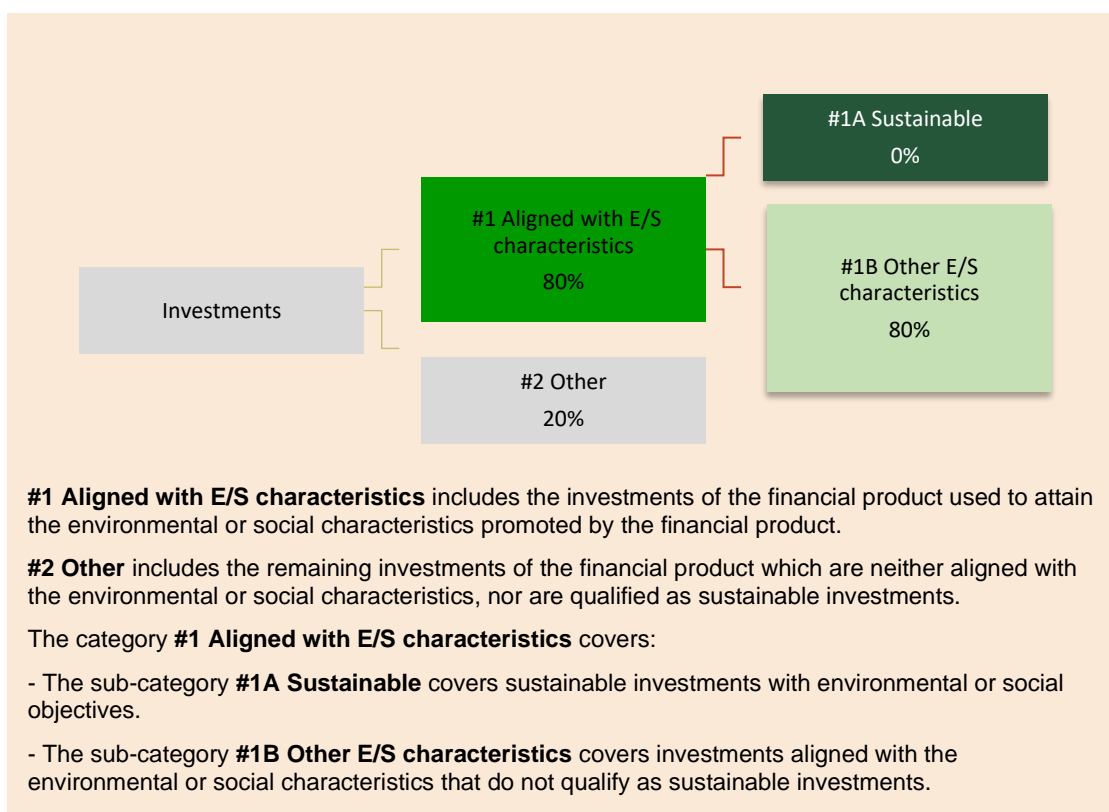 #1A Sustainable
0%
#1 Aligned with E/S
characteristics
80%
#1B Other E/S
characteristics
80%
Investments
#2 Other
20%
#1 Aligned with E/S characteristics includes the investments of the financial product used to attain
the environmental or social characteristics promoted by the financial product.
#2 Other includes the remaining investments of the financial product which are neither aligned with
the environmental or social characteristics, nor are qualified as sustainable investments.
The category #1 Aligned with E/S characteristics covers:
- The sub-category #1A Sustainable covers sustainable investments with environmental or social
objectives.
- The sub-category #1B Other E/S characteristics covers investments aligned with the
environmental or social characteristics that do not qualify as sustainable investments.